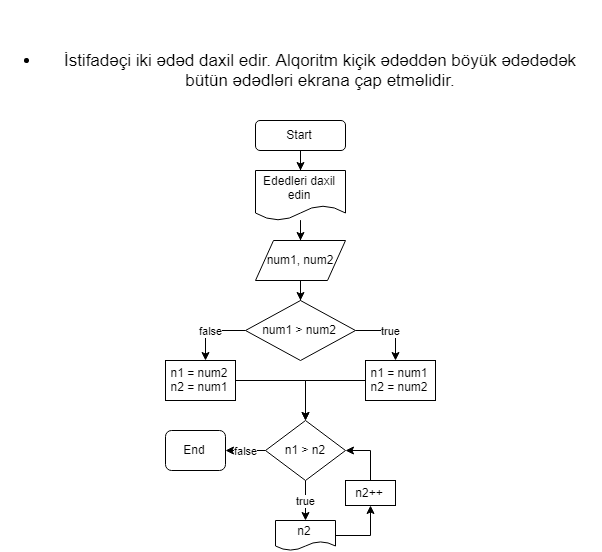 İstifadəçi iki ədəd daxil edir. Alqoritm kiçik ədəddən böyük ədədədək
bütün ədədləri ekrana çap etməlidir.
Start
Ededleri daxil
edin
num1, num2
num1 > num2
false
true
n1 = num2
n2 = num1
n1 = num1
n2 = num2
End
false
n1 > n2
true
n2++
n2